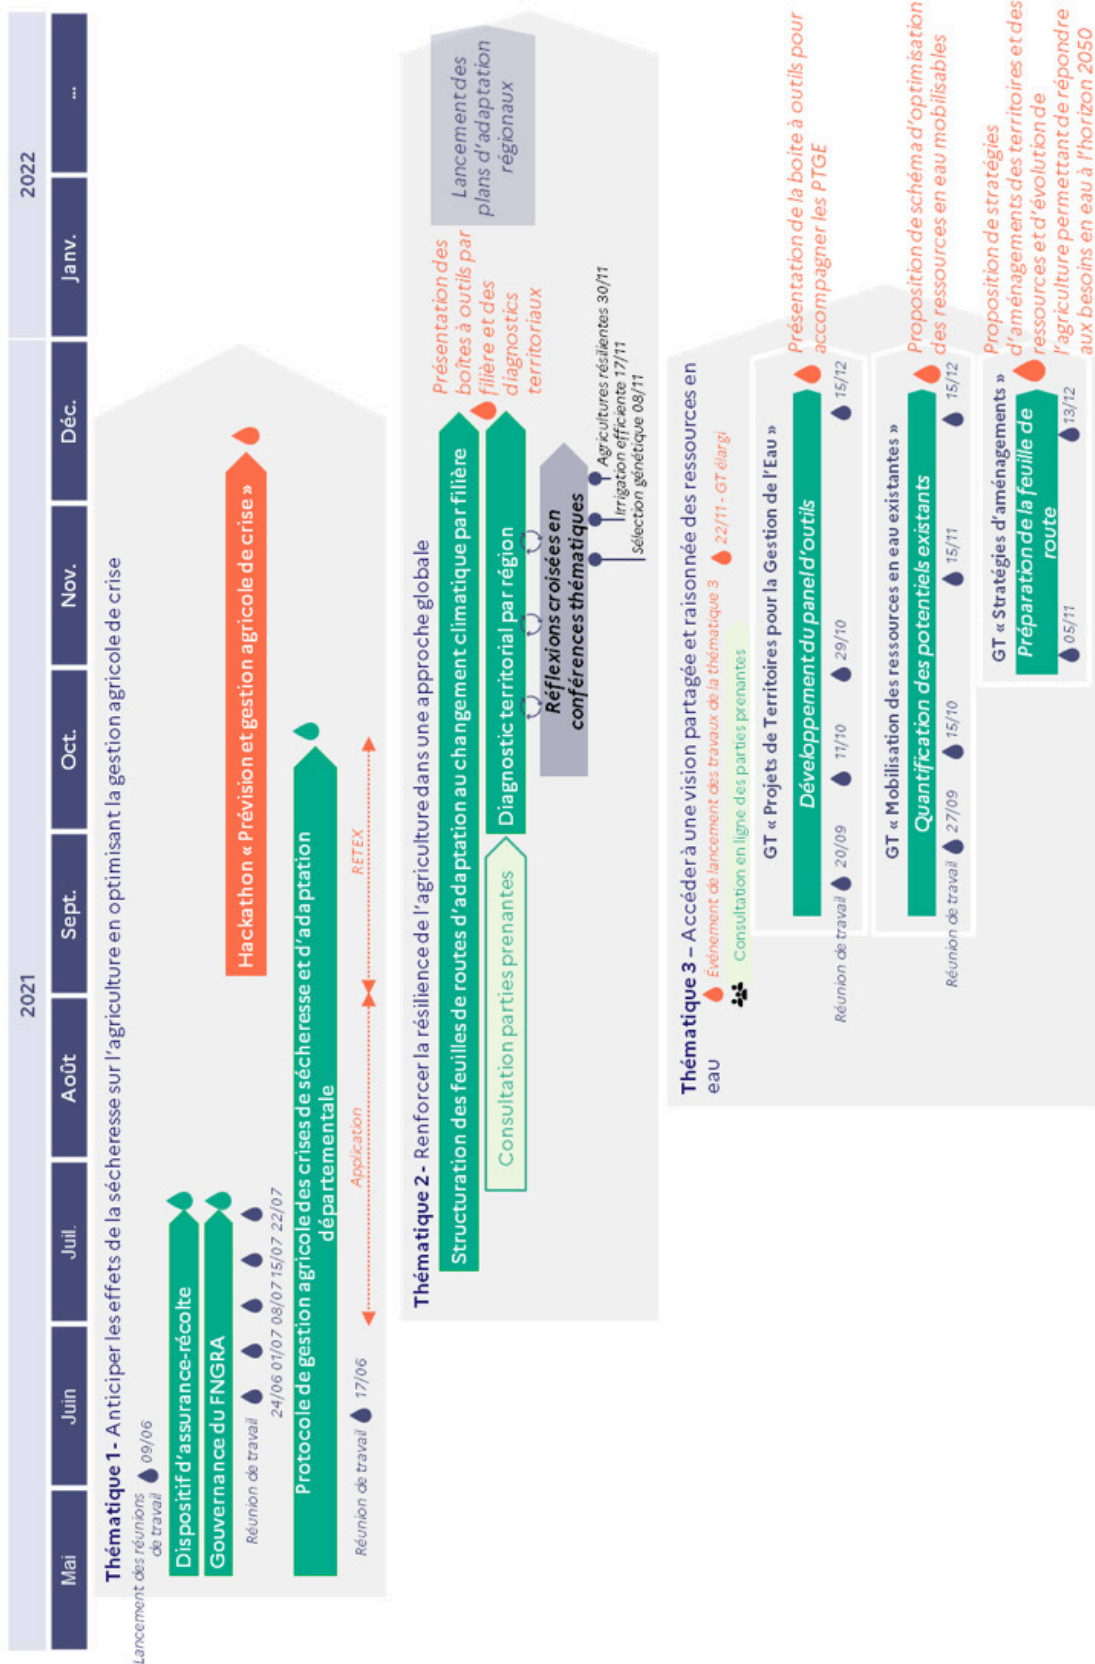 2021
2022
Mai
Juin
Juil.
Août
Sept.
Oct.
Nov.
Déc.
Janv.
...
Thématique 1 - Anticiper les effets de la sécheresse sur l'agriculture en optimisant la gestion agricole de crise
Lancement des réunions
de travail
09/06
Dispositif d'assurance-récolte
Gouvernance du FNGRA
Réunion de travail
24/06 01/07 08/07 15/07 22/07
Hackathon « Prévision et gestion agricole de crise »
Protocole de gestion agricole des crises de sécheresse et d'adaptation
départementale
Réunion de travail
17/06
Application
RETEX
Thématique 2 - Renforcer la résilience de l'agriculture dans une approche globale
Structuration des feuilles de routes d'adaptation au changement climatique par filière
Consultation parties prenantes
Diagnostic territorial par région
Réflexions croisées en
conférences thématiques
Agricultures résilientes 30/11
Irrigation efficiente 17/11
Sélection génétique 08/11
Présentation des
boîtes à outils par
filière et des
diagnostics
territoriaux
Lancement des
plans d'adaptation
régionaux
Thématique 3 – Accéder à une vision partagée et raisonnée des ressources en
eau
Événement de lancement des travaux de la thématique 3
22/11 - GT élargi
Consultation en ligne des parties prenantes
GT « Projets de Territoires pour la Gestion de l'Eau »
Développement du panel d'outils
Réunion de travail
20/09
11/10
29/10
15/12
Présentation de la boite à outils pour
accompagner les PTGE
GT « Mobilisation des ressources en eau existantes »
Quantification des potentiels existants
Réunion de travail
27/09
15/10
15/11
15/12
Proposition de schéma d'optimisation
des ressources en eau mobilisables
GT « Stratégies d'aménagements »
Préparation de la feuille de
route
05/11
13/12
Proposition de stratégies
d'aménagements des territoires et des
ressources et d'évolution de
l'agriculture permettant de répondre
aux besoins en eau à l'horizon 2050